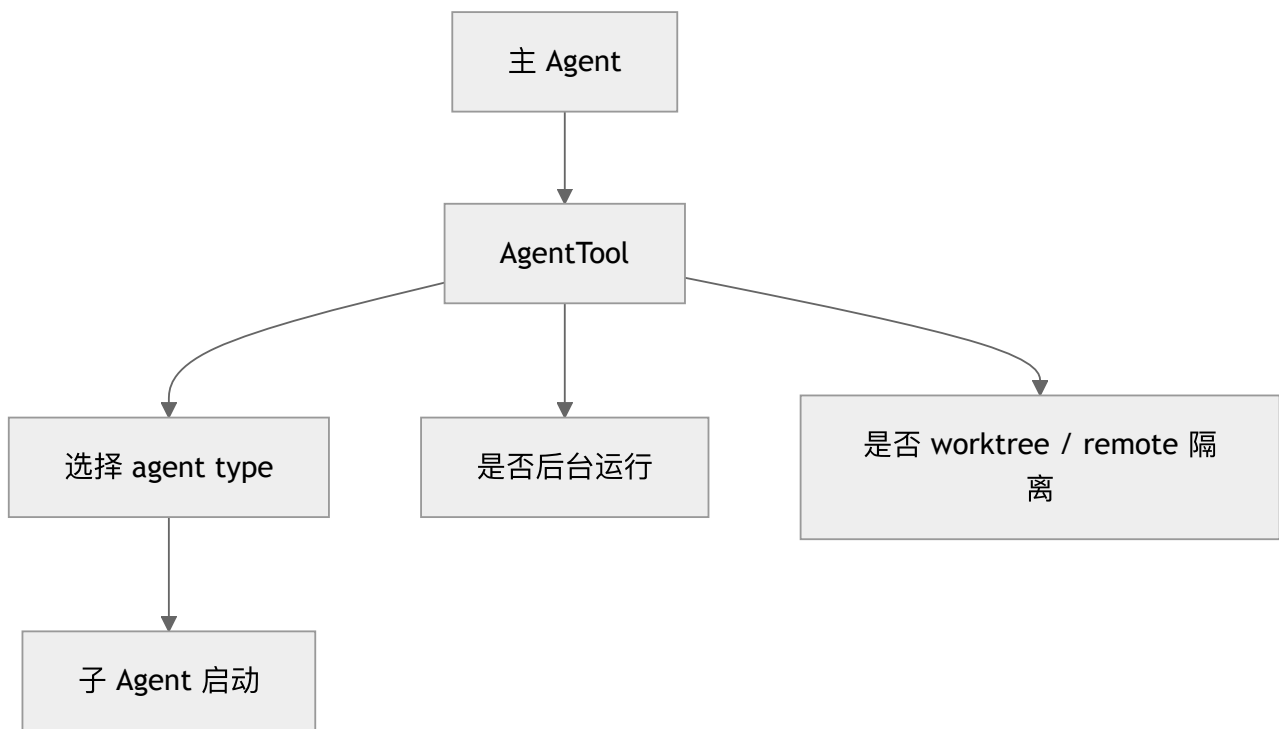 主 Agent
AgentTool
选择 agent type
是否后台运行
是否 worktree / remote 隔
离
子 Agent 启动